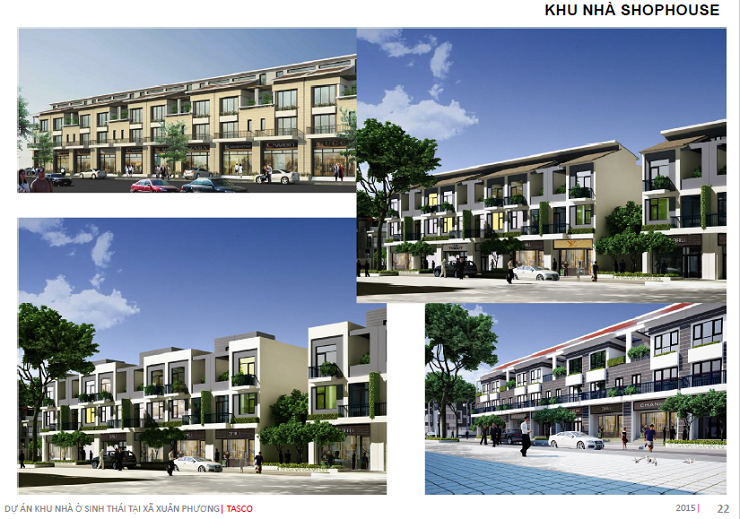 KHU NHÀ SHOPHOUSE
DỰ ÁN KHU NHÀ Ở SINH THÁI TẠI XÃ XUÂN PHƯƠNG| TASCO
2015 |
22